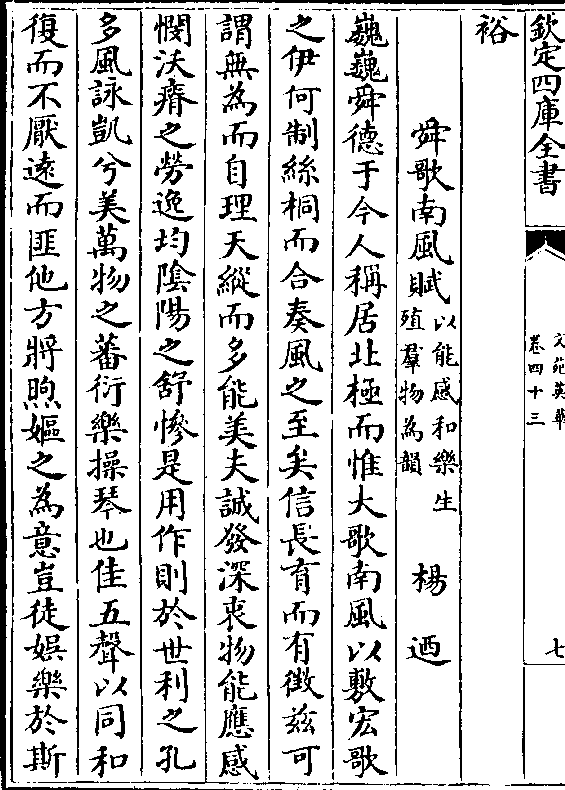 欽定四庫全書
文苑英華
卷四十三
七
裕
舜歌南風賦以能感和樂生殖羣物為韻 楊迺
巍巍舜德于今人稱居北極而惟大歌南風以敷宏歌
之伊何制絲桐而合奏風之至矣信長育而有徴兹可
謂無為而自理天縱而多能美夫誠發深衷物能應感
憫沃瘠之勞逸均隂陽之舒慘是用作則於世利之孔
多風詠凱兮美萬物之蕃衍樂操琴也佳五聲以同和
復而不厭逺而匪他方將煦嫗之為意豈徒娱樂於斯